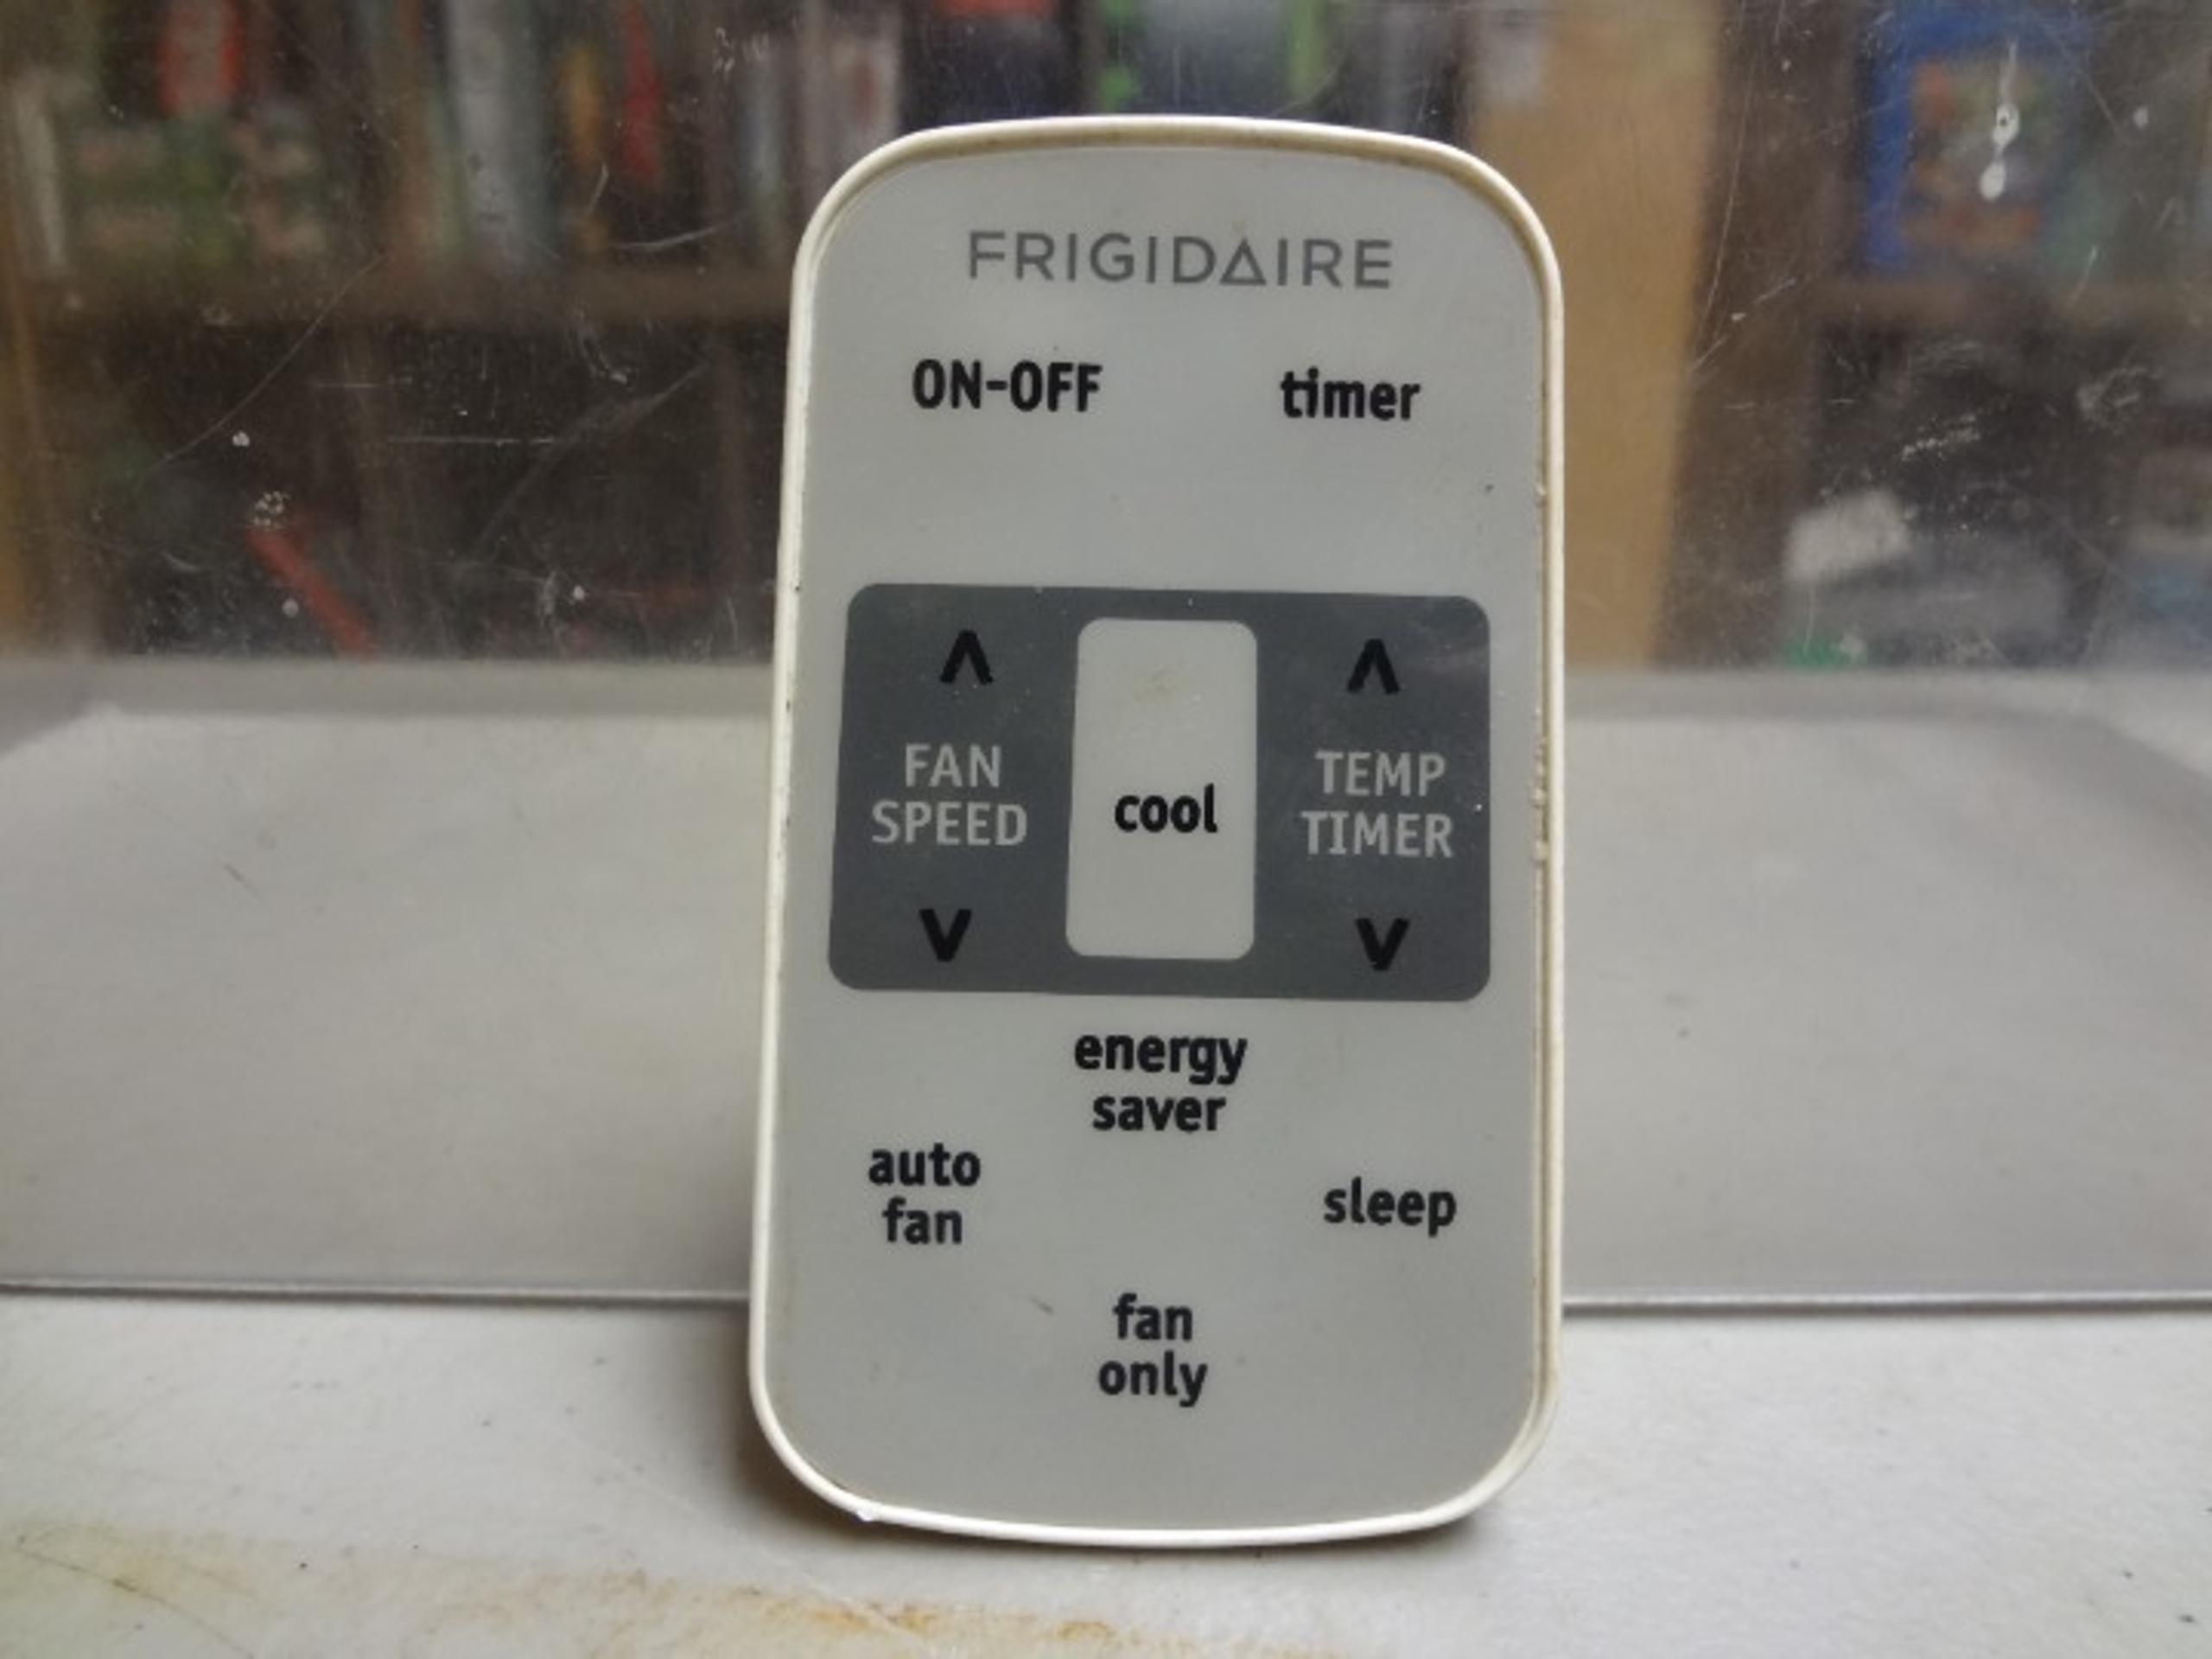 FRIGIDAIRE
ON-OFF timer
FAN
SPEED
cool
TEMP
TIMER
energy
saver
auto
fan
sleep
fan
only